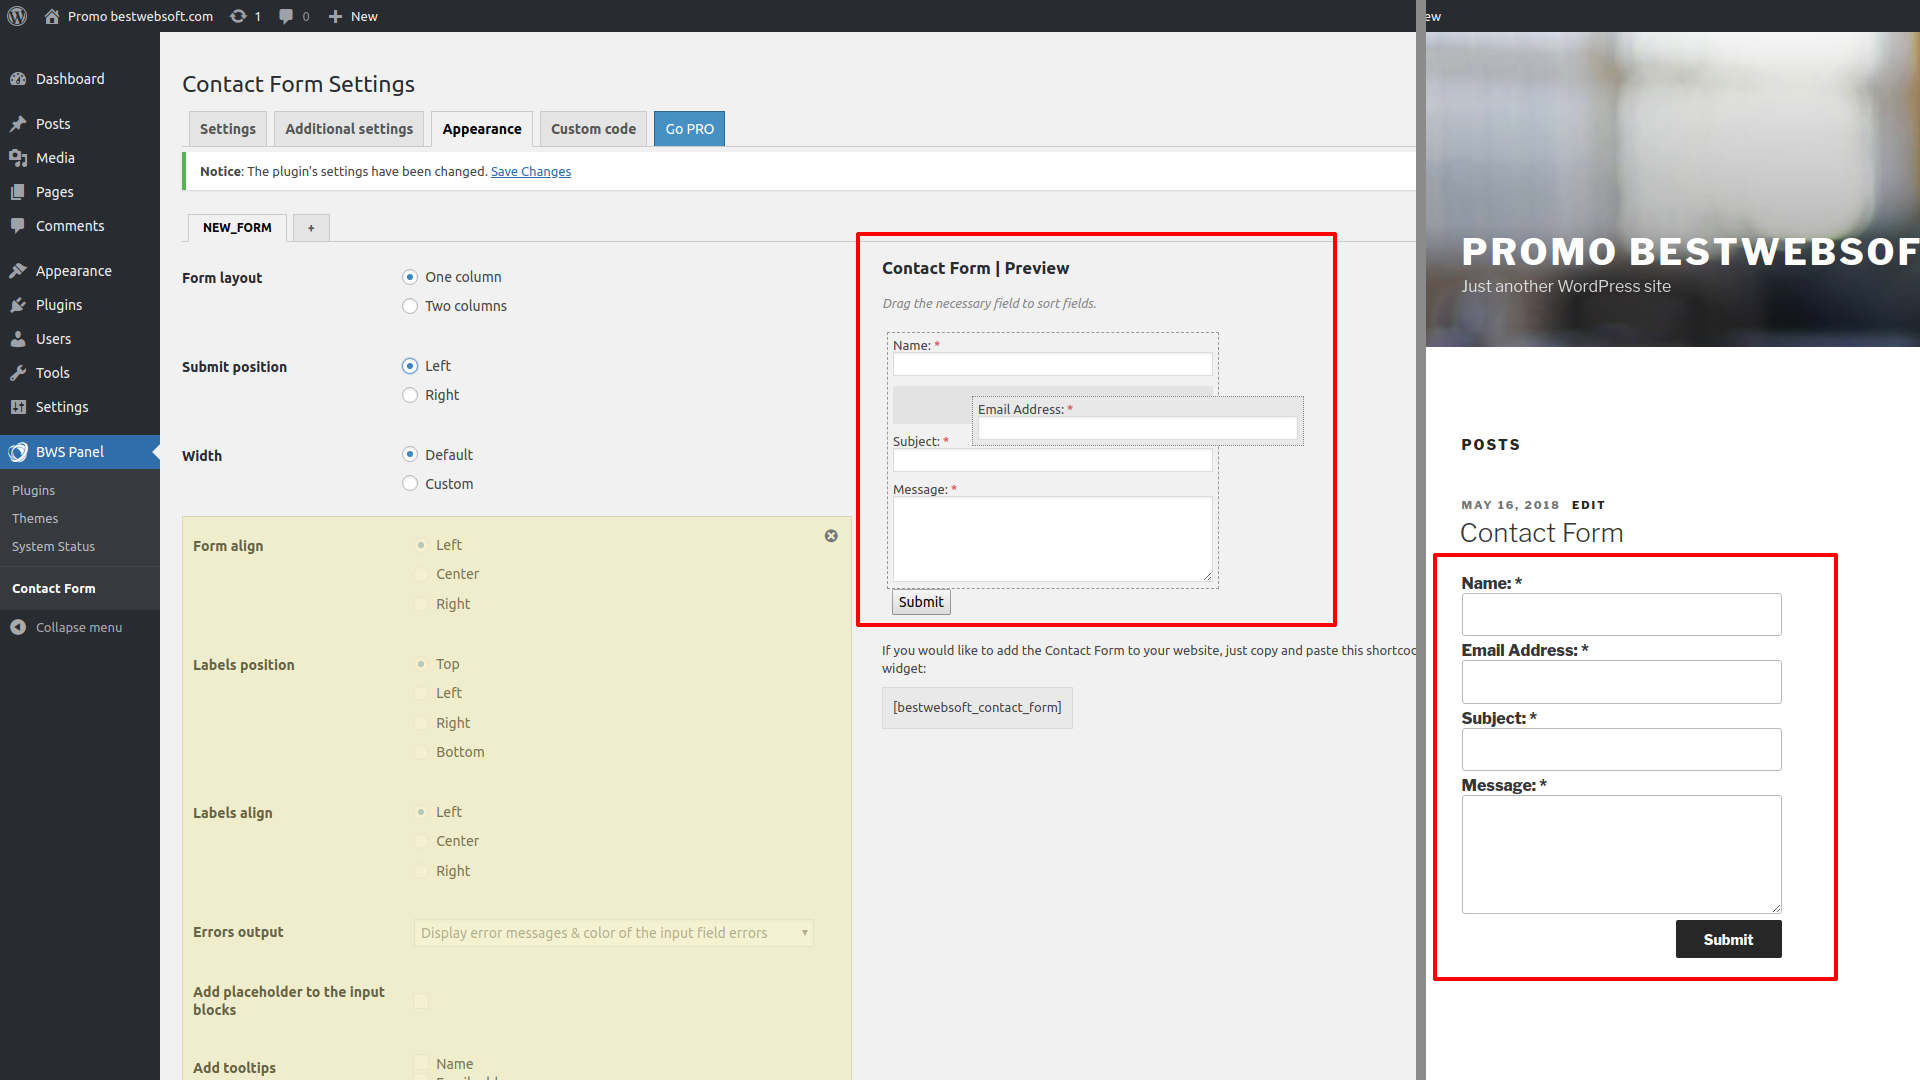 Promo bestwebsoft.com 1 0 New
Dashboard
Posts
Media
Pages
Comments
Appearance
Plugins
Users
Tools
Settings
BWS Panel
Plugins
Themes
System Status
Contact Form
Collapse menu
Contact Form Settings
Settings Additional settings Appearance Custom code Go PRO
Notice: The plugin's settings have been changed. Save Changes
NEW_FORM +
Form layout
One column
Two columns
Submit position
Left
Right
Width
Default
Custom
Form align
Left
Center
Right
Labels position
Top
Left
Right
Bottom
Labels align
Left
Center
Right
Errors output
Display error messages & color of the input field errors
Add placeholder to the input
blocks
Add tooltips
Name
Contact Form | Preview
Drag the necessary field to sort fields.
Name: *
Email Address: *
Subject: *
Message: *
Submit
If you would like to add the Contact Form to your website, just copy and paste this shortcod
widget:
[bestwebsoft_contact_form]
ew
PROMO BESTWEBSOF
Just another WordPress site
POSTS
MAY 16, 2018 EDIT
Contact Form
Name: *
Email Address: *
Subject: *
Message: *
Submit